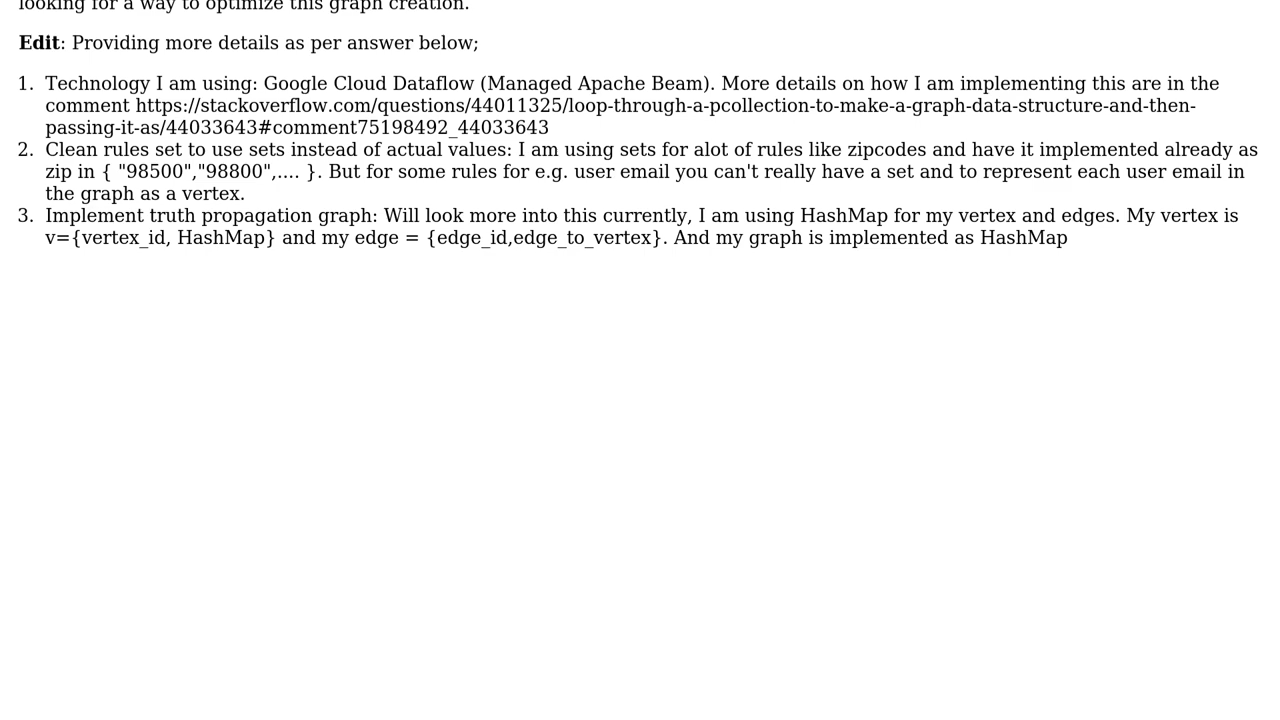 looking for a way to optimize this graph creation.
Edit: Providing more details as per answer below;
1. Technology I am using: Google Cloud Dataflow (Managed Apache Beam). More details on how I am implementing this are in the
comment https://stackoverflow.com/questions/44011325/loop-through-a-pcollection-to-make-a-graph-data-structure-and-then-
passing-it-as/44033643#comment75198492_44033643
2. Clean rules set to use sets instead of actual values: I am using sets for alot of rules like zipcodes and have it implemented already as
zip in { "98500","98800",.... }. But for some rules for e.g. user email you can't really have a set and to represent each user email in
the graph as a vertex.
3. Implement truth propagation graph: Will look more into this currently, I am using HashMap for my vertex and edges. My vertex is
v={vertex_id, HashMap} and my edge = {edge_id,edge_to_vertex}. And my graph is implemented as HashMap